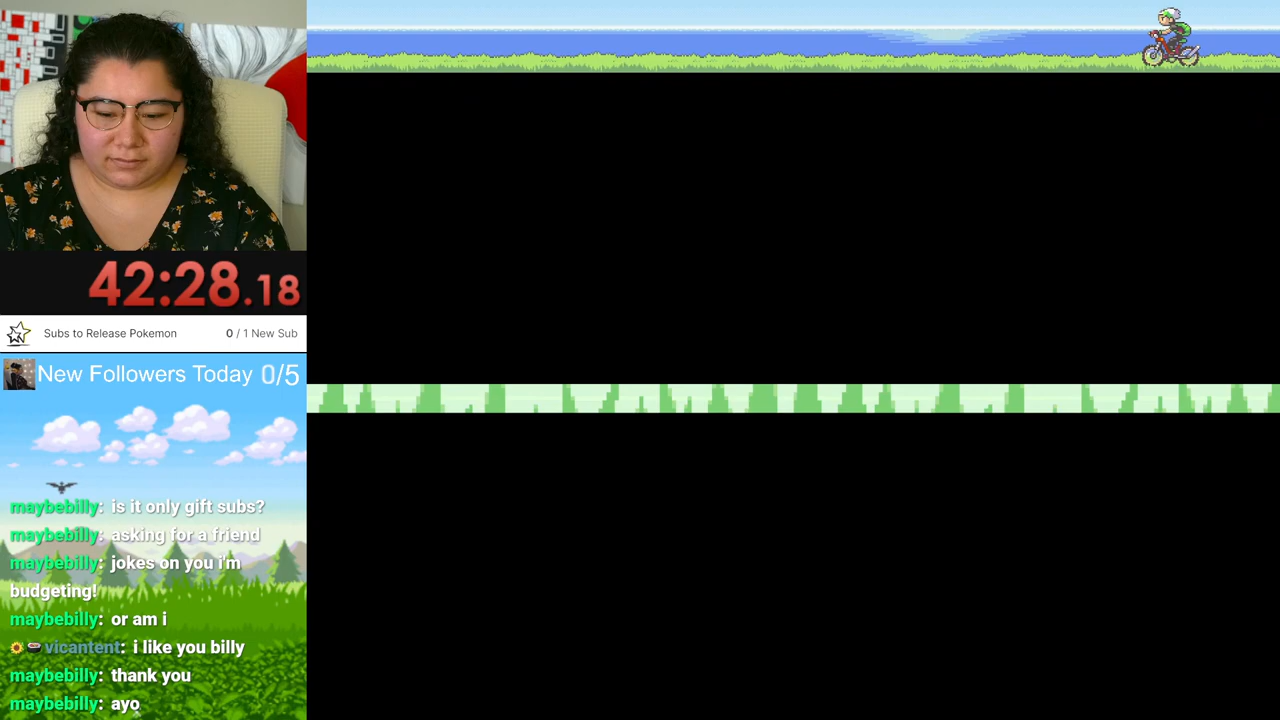 42:28.18
Subs to Release Pokemon 0 / 1 New Sub
New Followers Today 0/5
maybebilly: is it only gift subs?
maybebilly: asking for a friend
maybebilly: jokes on you i'm
budgeting!
maybebilly: or am i
vicantent: i like you billy
maybebilly: thank you
maybebilly: ayo